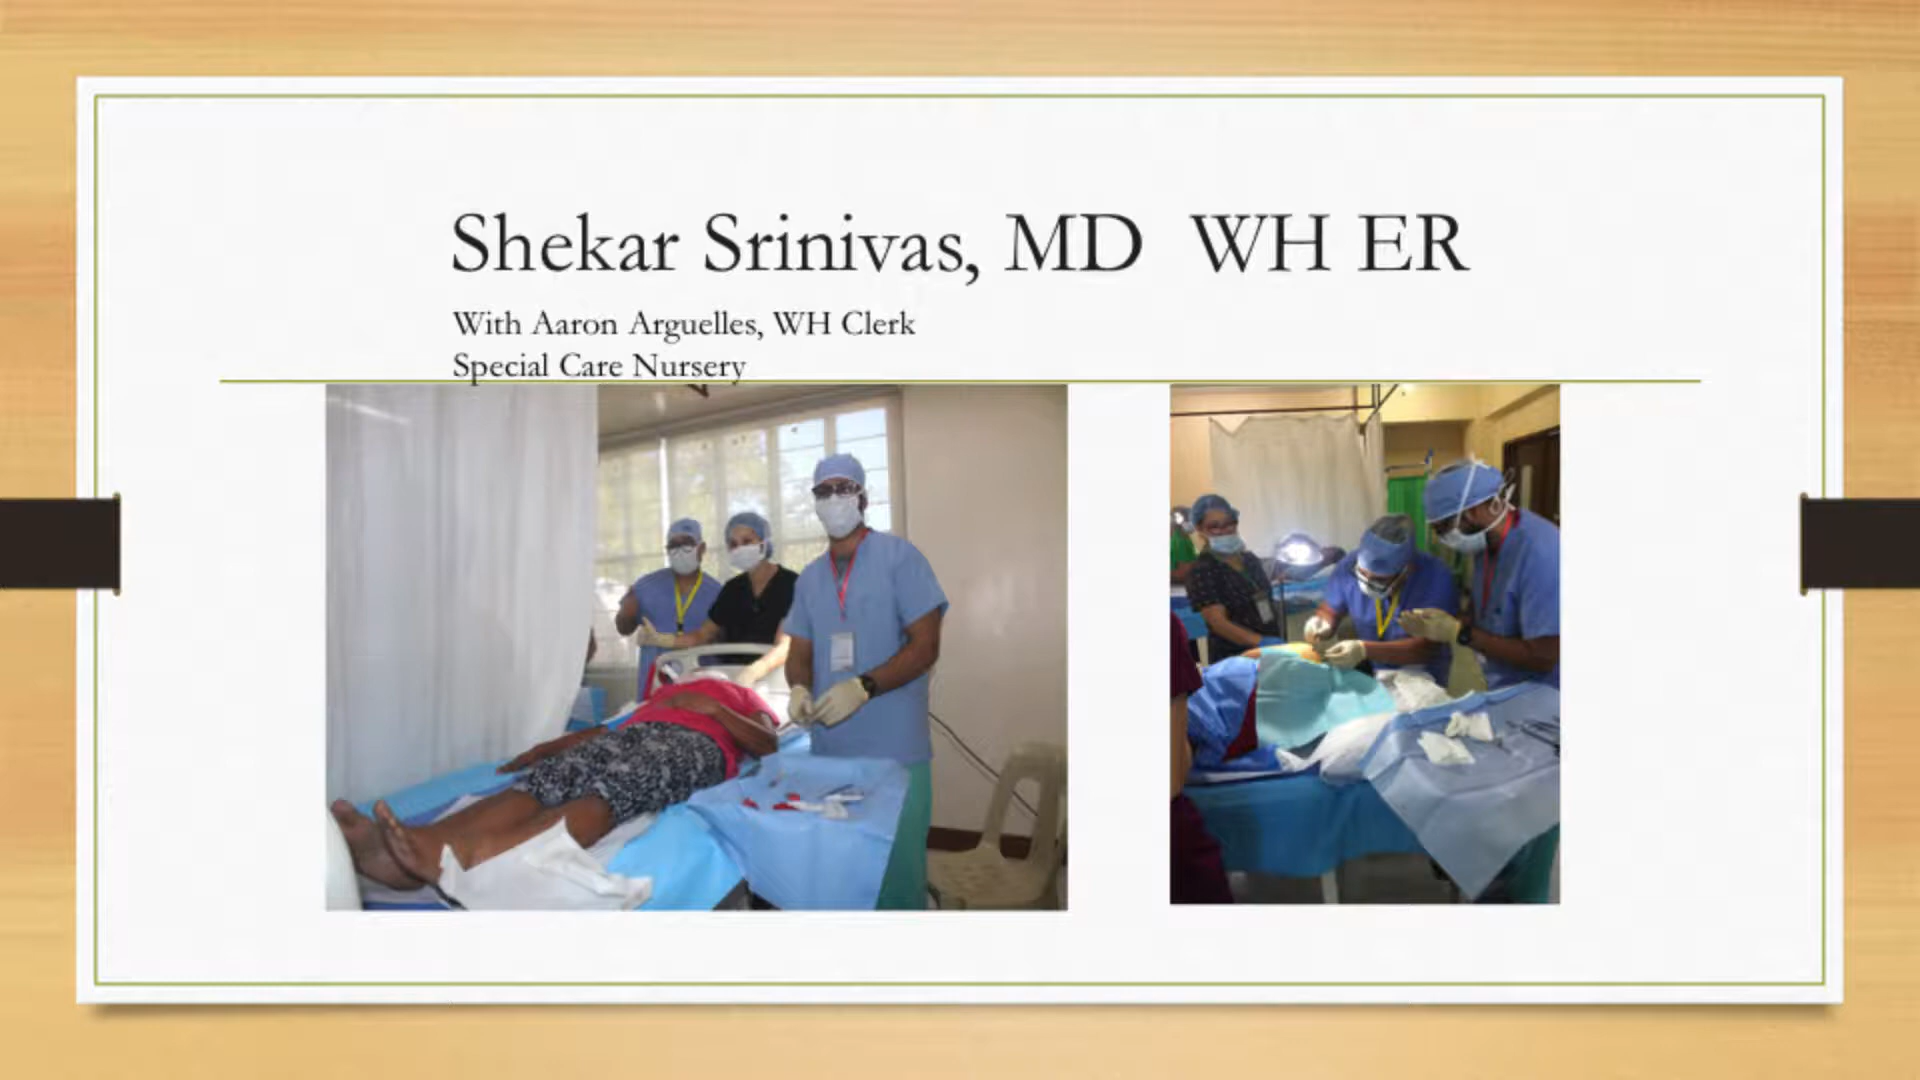 Shekar Srinivas, MD  WH ER
With Aaron Arguelles, WH Clerk
Special Care Nursery